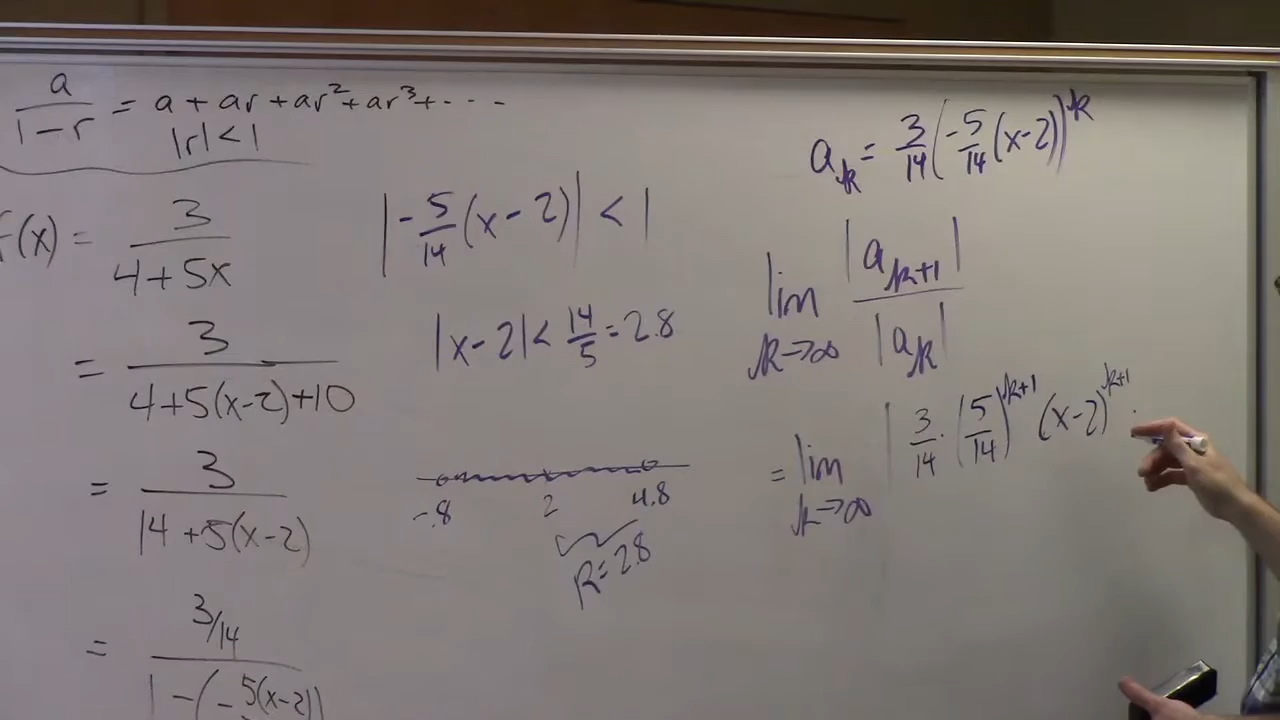 a/(1-r) = a + ar + ar² + ar³ + ...
|r| < 1
f(x) = 3/(4+5x)
= 3/(4+5(x-2)+10)
= 3/(14+5(x-2))
= (3/14)/(1-(-5(x-2)
|-5/14(x-2)| < 1
|x-2| < 14/5 = 2.8
-.8 2 4.8
R=2.8
a_k = 3/14(-5/14(x-2))^k
lim k→∞ |a_{k+1}|/|a_k|
= lim k→∞ |3/14·(5/14)^{k+1}(x-2)^{k+1}·